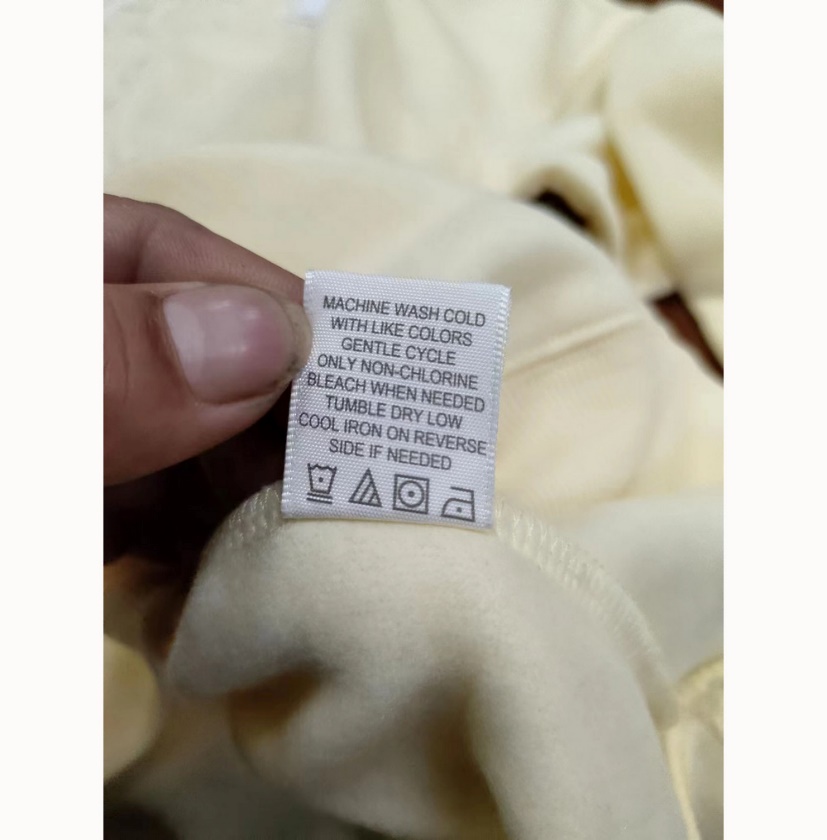 MACHINE WASH COLD
WITH LIKE COLORS
GENTLE CYCLE
ONLY NON-CHLORINE
BLEACH WHEN NEEDED
TUMBLE DRY LOW
COOL IRON ON REVERSE
SIDE IF NEEDED